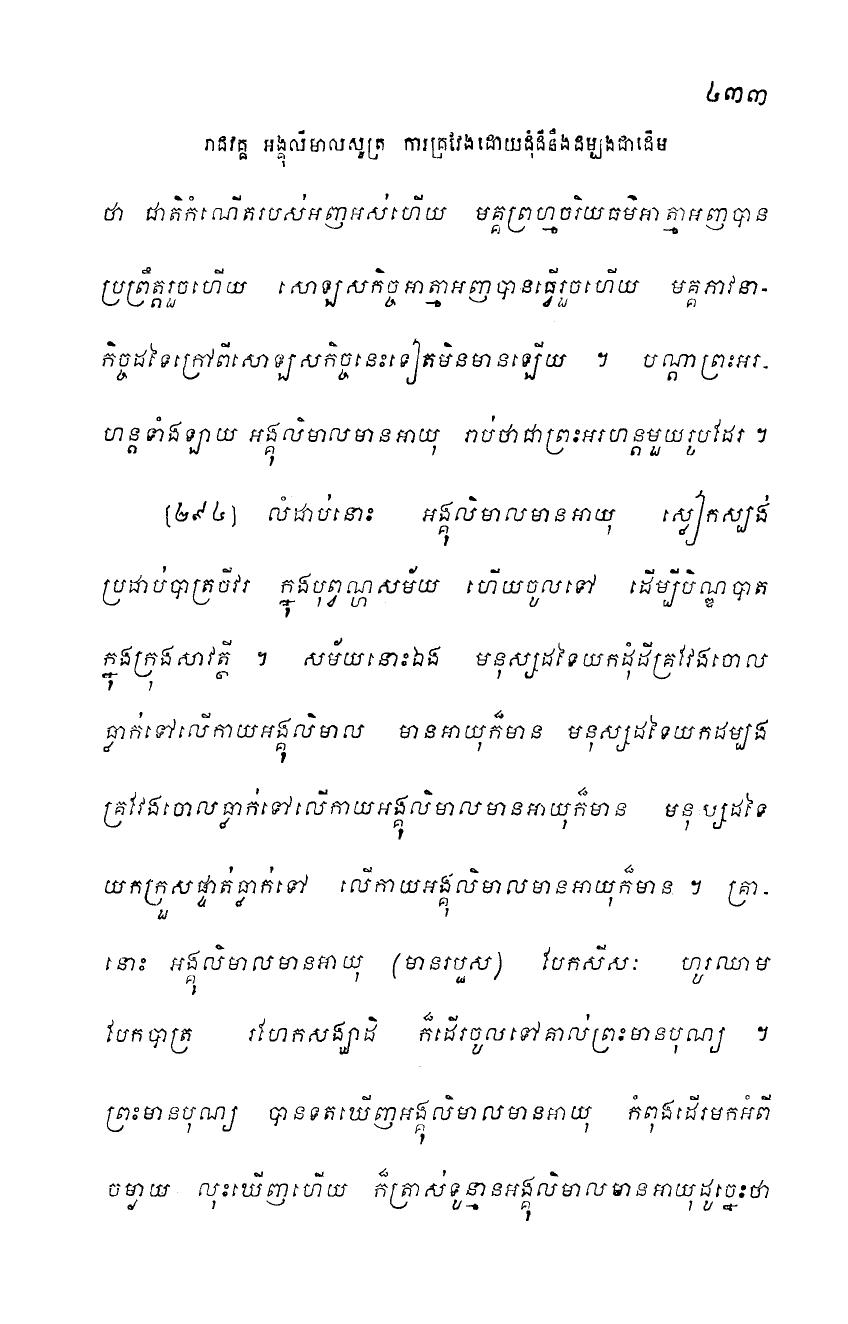 ៤៣៣
រាជវគ្គ អង្គុលិមាលសូត្រ ការគ្រវែងដោយដុំដីនឹងដម្បងជាដើម
ថា ជាតិកំណើតរបស់អញអស់ហើយ មគ្គព្រហ្មចរិយធម៌អាត្មាអញបាន
ប្រព្រឹត្តរួចហើយ សោឡសកិច្ចអាត្មាអញបានធ្វើរួចហើយ មគ្គភាវនា-
កិច្ចដទៃក្រៅពីសោឡសកិច្ចនេះទៀតមិនមានឡើយ ។ បណ្តាព្រះអរ-
ហន្តទាំងឡាយ អង្គុលិមាលមានអាយុ រាប់ថាជាព្រះអរហន្តមួយរូបដែរ ។
[២៩៤] លំដាប់នោះ អង្គុលិមាលមានអាយុ ស្លៀកស្បង់
ប្រដាប់បាត្រចីវរ ក្នុងបុព្វណ្ហសម័យ ហើយចូលទៅ ដើម្បីបិណ្ឌបាត
ក្នុងក្រុងសាវត្ថី ។ សម័យនោះឯង មនុស្សដទៃយកដុំដីគ្រវែងចោល
ធ្លាក់ទៅលើកាយអង្គុលិមាល មានអាយុក៏មាន មនុស្សដទៃយកដម្បង
គ្រវែងចោលធ្លាក់ទៅលើកាយអង្គុលិមាលមានអាយុក៏មាន មនុស្សដទៃ
យកក្រួសផ្ទាត់ធ្លាក់ទៅ លើកាយអង្គុលិមាលមានអាយុក៏មាន ។ គ្រា-
នោះ អង្គុលិមាលមានអាយុ (មានរបួស) បែកសីសៈ ហូរឈាម
បែកបាត្រ រហែកសង្ឃាដិ ក៏ដើរចូលទៅគាល់ព្រះមានបុណ្យ ។
ព្រះមានបុណ្យ បានទតឃើញអង្គុលិមាលមានអាយុ កំពុងដើរមកអំពី
ចម្ងាយ លុះឃើញហើយ ក៏ត្រាស់ទូន្មានអង្គុលិមាលមានអាយុដូច្នេះថា